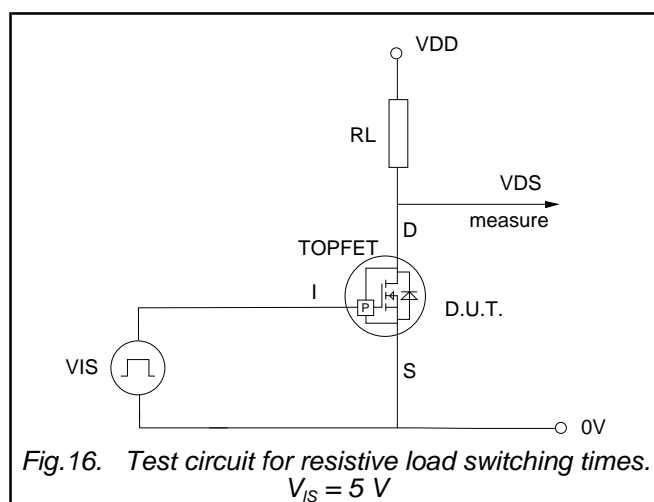 VDD
RL
VDS
measure
D
TOPFET
I
P
D.U.T.
VIS
S
0V
Fig.16. Test circuit for resistive load switching times.
VIS = 5 V